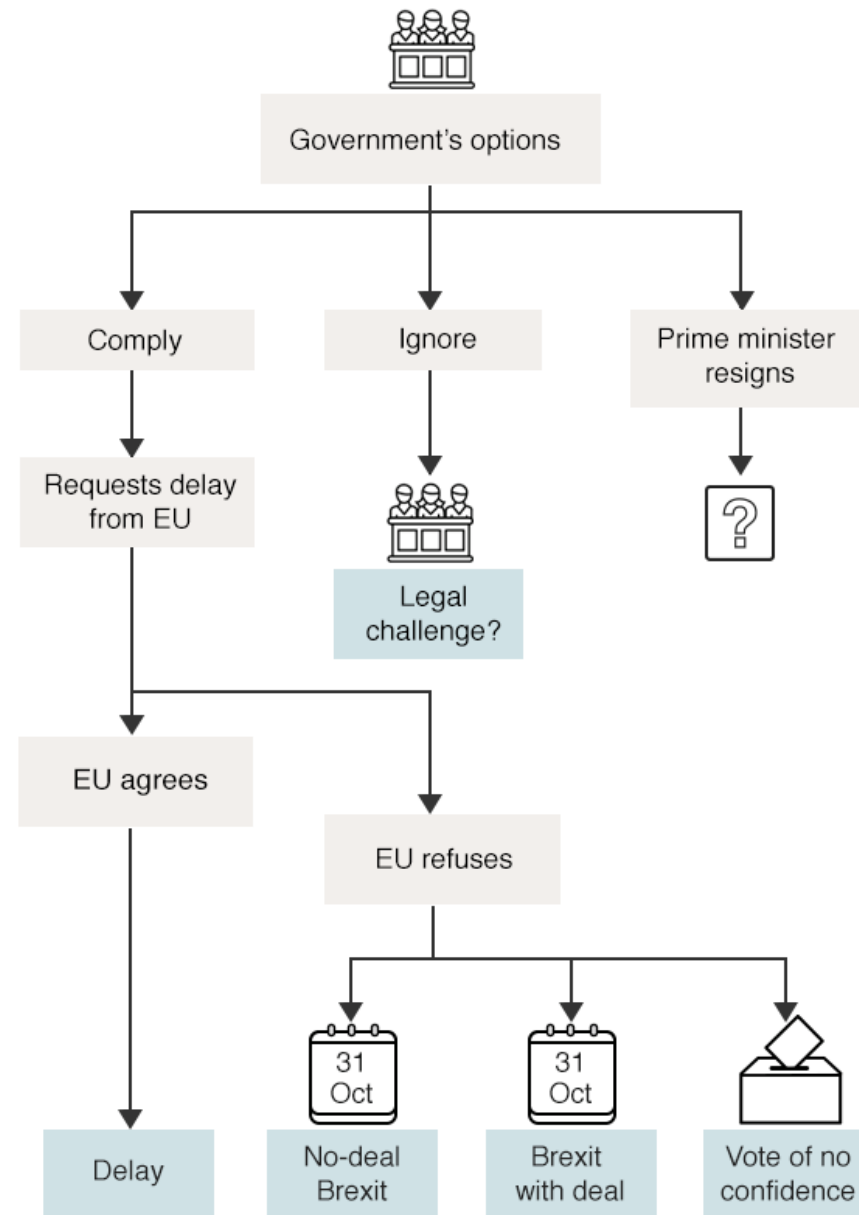 Government’s options
Comply
Ignore
Prime minister
resigns
Requests delay
from EU
?
Legal
challenge?
EU agrees
EU refuses
31
Oct
31
Oct
Delay
No-deal
Brexit
Brexit
with deal
Vote of no
confidence